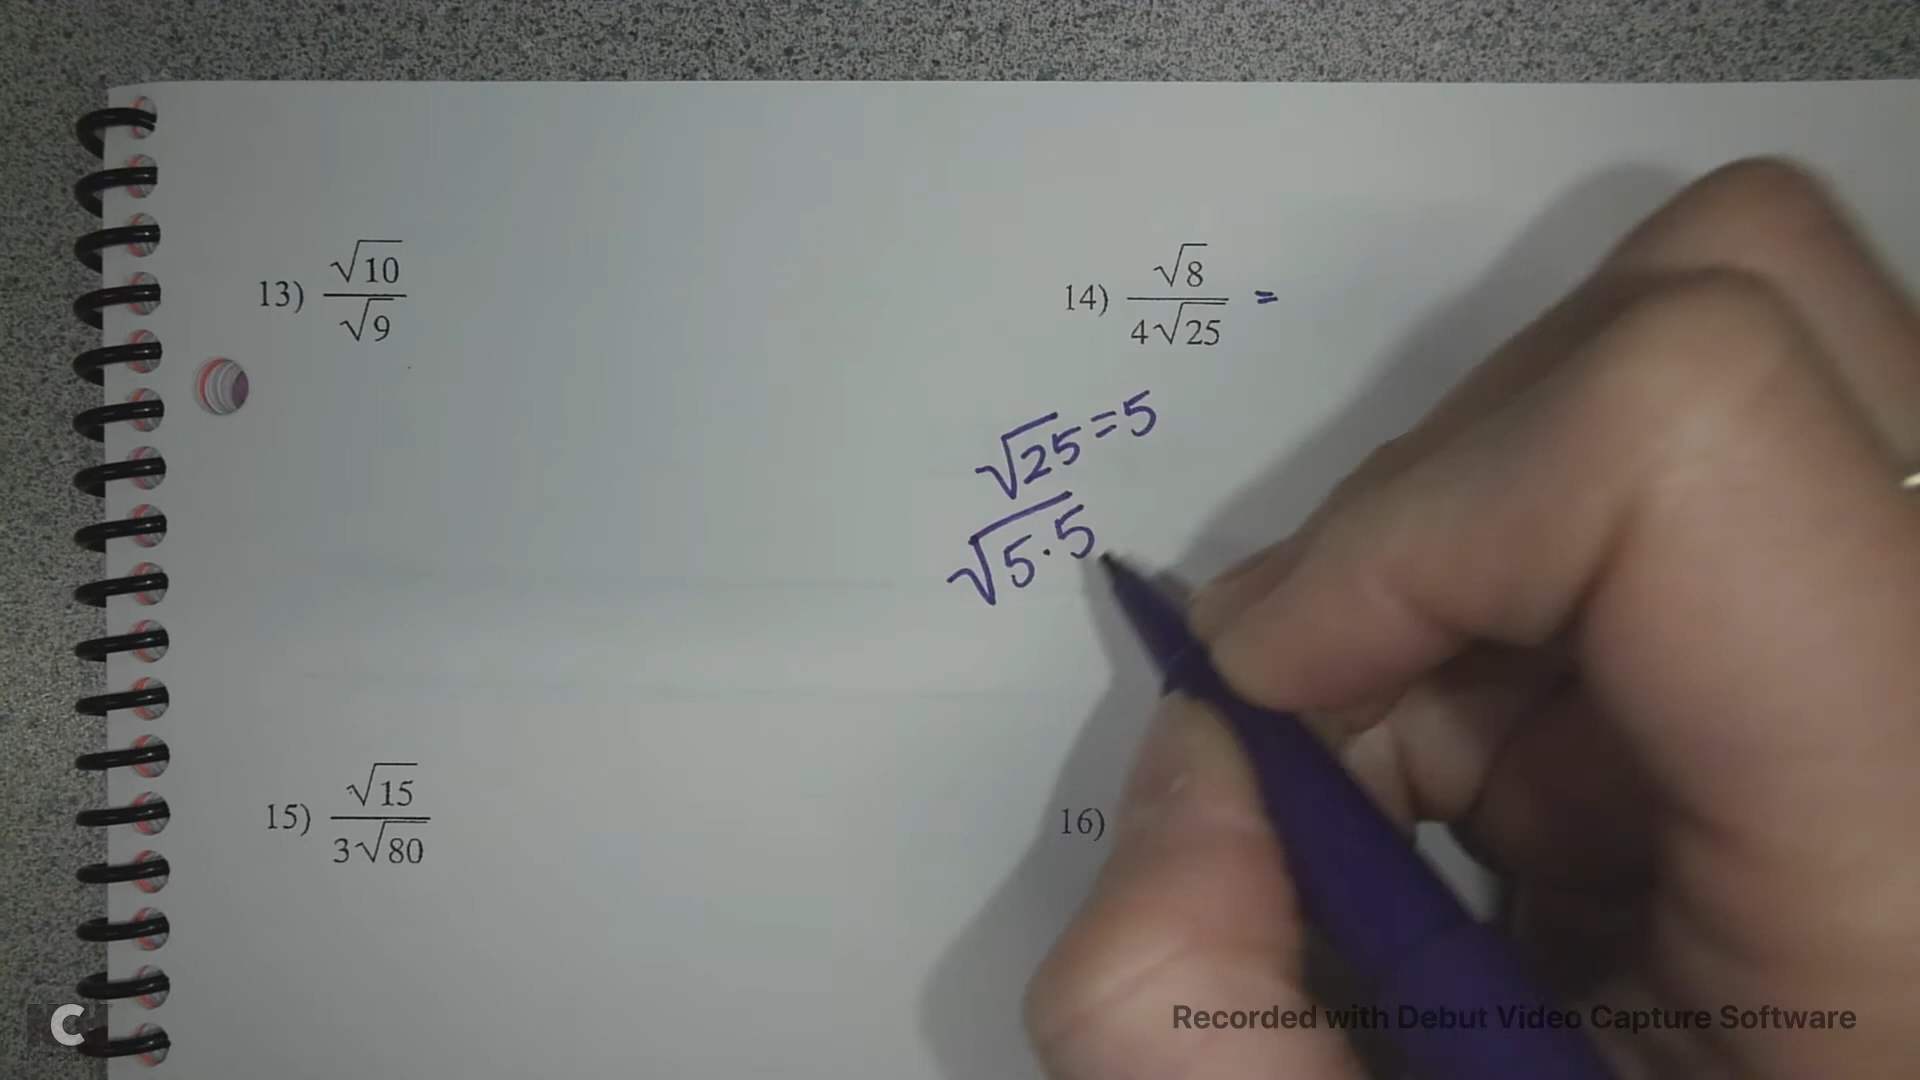 13) √10 / √9
14) √8 / 4√25 =
√25 = 5
√5·5
15) √15 / 3√80
16)
C
Recorded with Debut Video Capture Software